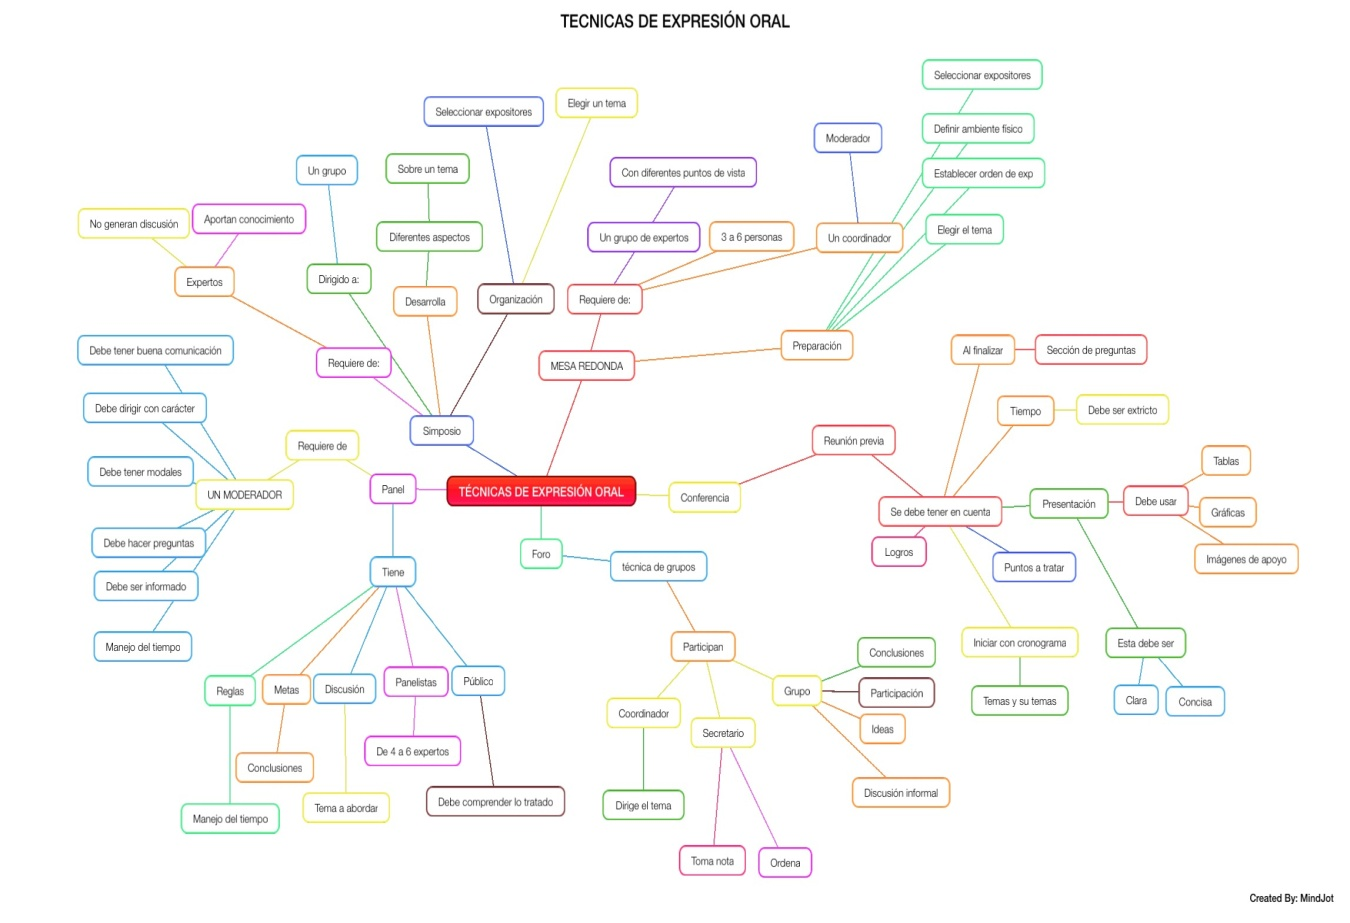 TECNICAS DE EXPRESIÓN ORAL
Seleccionar expositores
Elegir un tema
Seleccionar expositores
Definir ambiente físico
Moderador
Establecer orden de exp
Un grupo
Sobre un tema
Con diferentes puntos de vista
No generan discusión
Aportan conocimiento
Diferentes aspectos
Un grupo de expertos
3 a 6 personas
Un coordinador
Elegir el tema
Expertos
Dirigido a:
Desarrolla
Organización
Requiere de:
Preparación
Debe tener buena comunicación
Requiere de:
MESA REDONDA
Al finalizar
Sección de preguntas
Debe dirigir con carácter
Simposio
Tiempo
Debe ser extricto
Requiere de
Reunión previa
Debe tener modales
UN MODERADOR
Panel
TÉCNICAS DE EXPRESIÓN ORAL
Conferencia
Se debe tener en cuenta
Presentación
Debe usar
Tablas
Gráficas
Debe hacer preguntas
Foro
técnica de grupos
Logros
Puntos a tratar
Imágenes de apoyo
Debe ser informado
Tiene
Manejo del tiempo
Participan
Conclusiones
Iniciar con cronograma
Esta debe ser
Reglas
Metas
Discusión
Panelistas
Público
Grupo
Participación
Temas y su temas
Clara
Concisa
Coordinador
Secretario
Ideas
Conclusiones
De 4 a 6 expertos
Discusión informal
Manejo del tiempo
Tema a abordar
Debe comprender lo tratado
Dirige el tema
Toma nota
Ordena
Created By: MindJot